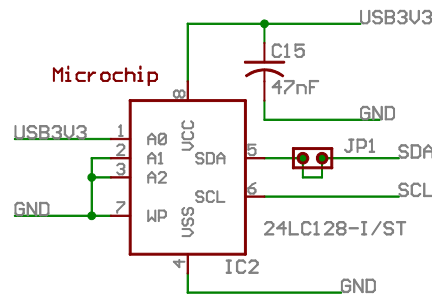 USB3V3
C15
Microchip
47nF
8
GND
USB3V3 1 A0 VCC
2 A1 SDA 5 JP1 SDA
3 A2
SCL 6 SCL
GND 7 WP VSS
24LC128-I/ST
4 IC2
GND